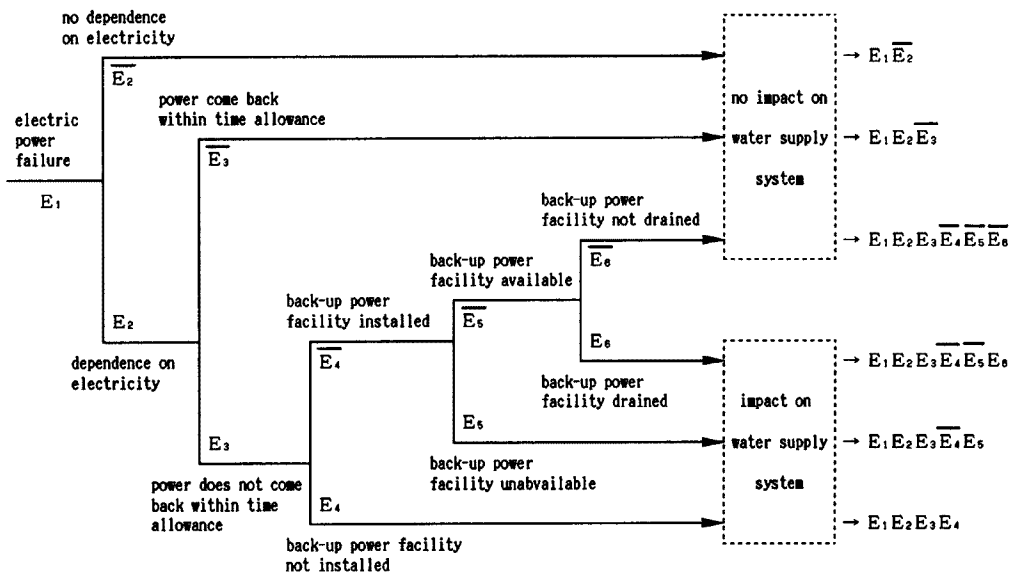 no dependence
on electricity
E̅₂
→ E₁E̅₂
electric
power
failure
E₁
power come back
within time allowance
E̅₃
no impact on
water supply
system
→ E₁E₂E̅₃
back-up power
facility not drained
E̅₆
→ E₁E₂E₃E̅₄E̅₅E̅₆
back-up power
facility available
E̅₅
back-up power
facility installed
E̅₄
E₂
dependence on
electricity
E₆
back-up power
facility drained
→ E₁E₂E₃E̅₄E̅₅E₆
impact on
water supply
system
E₅
back-up power
facility unabvailable
→ E₁E₂E₃E̅₄E₅
E₃
power does not come
back within time
allowance
E₄
back-up power facility
not installed
→ E₁E₂E₃E₄